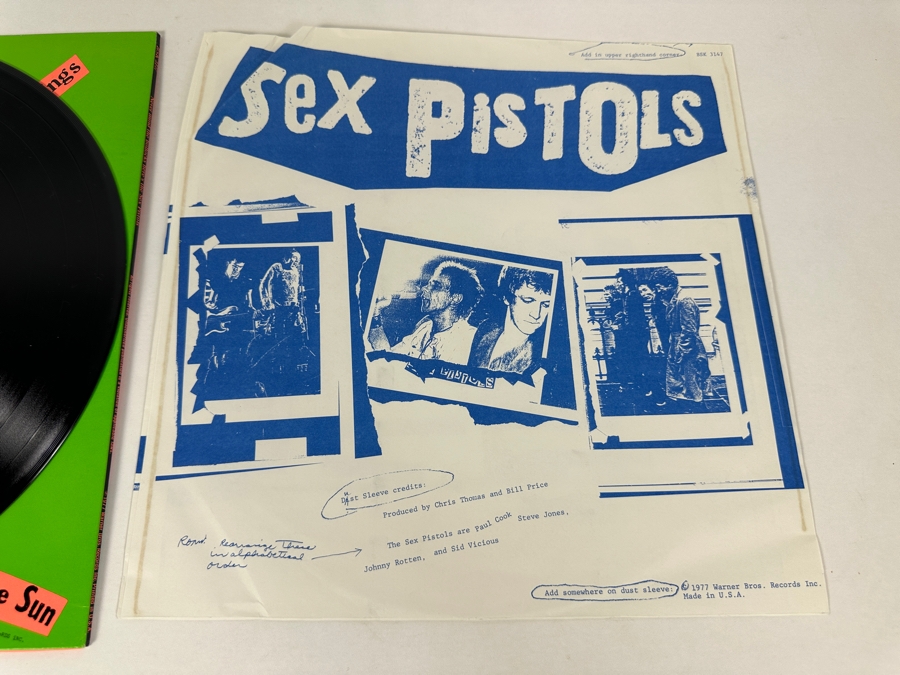 ngs
e Sun
Add in upper righthand corner
BSK 3147
Sex PISTOLS
PISTOLS
Dust Sleeve credits:
Produced by Chris Thomas and Bill Price
The Sex Pistols are Paul Cook Steve Jones,
Johnny Rotten, and Sid Vicious
Rearrange these
in alphabetical
order
Add somewhere on dust sleeve:
© 1977 Warner Bros. Records Inc.
Made in U.S.A.